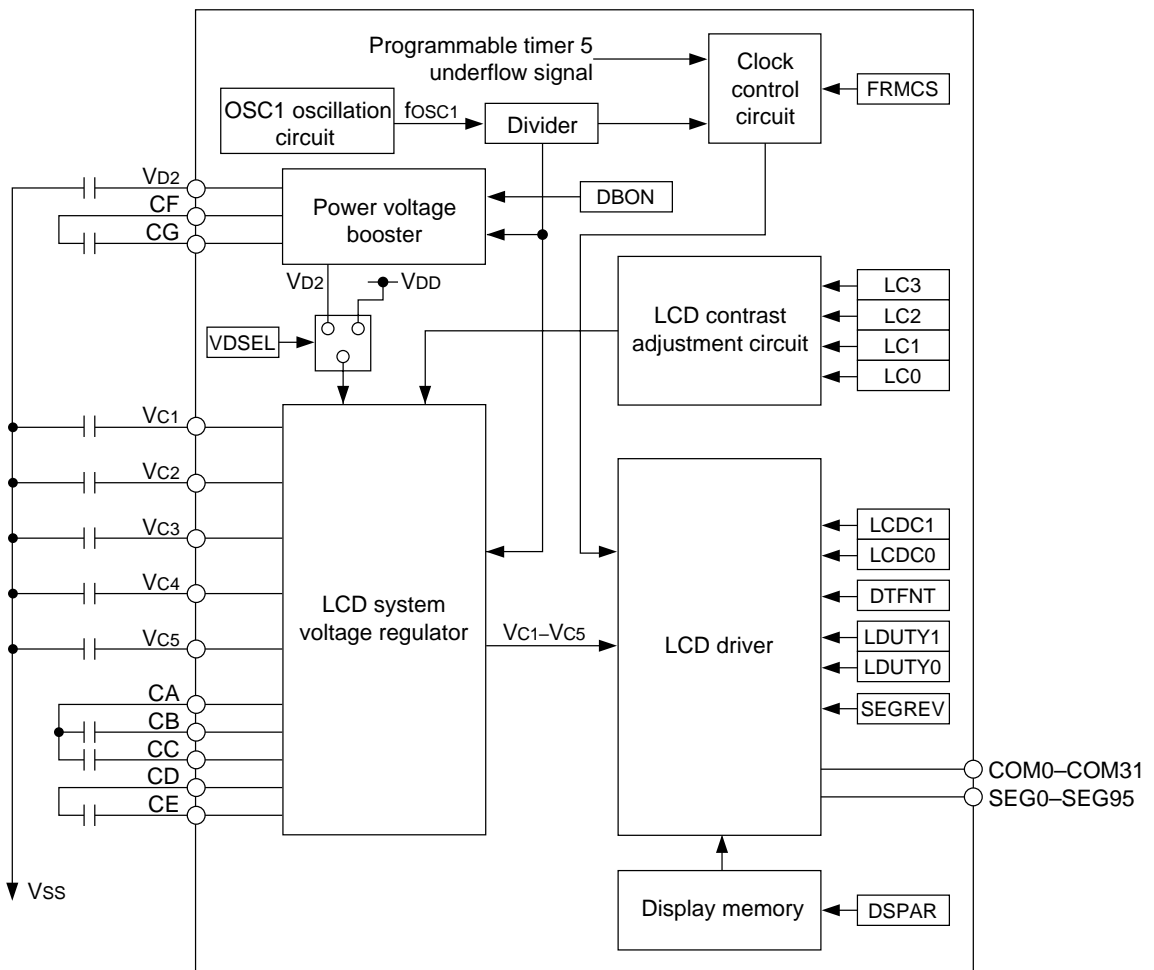 Programmable timer 5
underflow signal
Clock
control
circuit
FRMCS
OSC1 oscillation
circuit
fOSC1
Divider
VD2
CF
CG
Power voltage
booster
DBON
VD2
VDD
VDSEL
LCD contrast
adjustment circuit
LC3
LC2
LC1
LC0
VC1
VC2
VC3
VC4
VC5
CA
CB
CC
CD
CE
LCD system
voltage regulator
VC1–VC5
LCD driver
LCDC1
LCDC0
DTFNT
LDUTY1
LDUTY0
SEGREV
COM0–COM31
SEG0–SEG95
VSS
Display memory
DSPAR